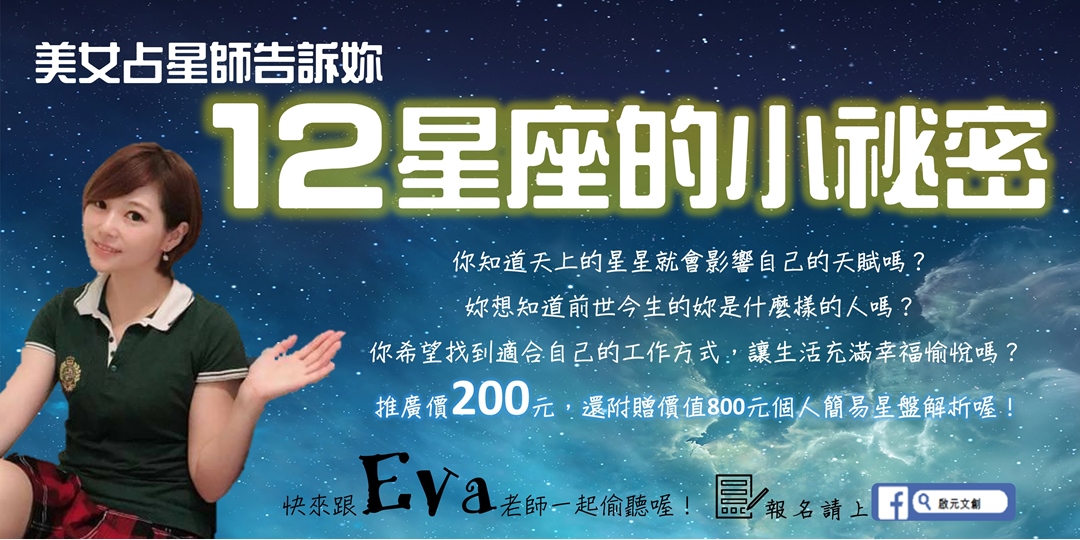 美女占星師告訴妳
12星座的小祕密
你知道天上的星星就會影響自己的天賦嗎？
妳想知道前世今生的妳是什麼樣的人嗎？
你希望找到適合自己的工作方式，讓生活充滿幸福愉悅嗎？
推廣價200元，還附贈價值800元個人簡易星盤解折喔！
快來跟Eva老師一起偷聽喔！ 報名請上 f 啟元文創